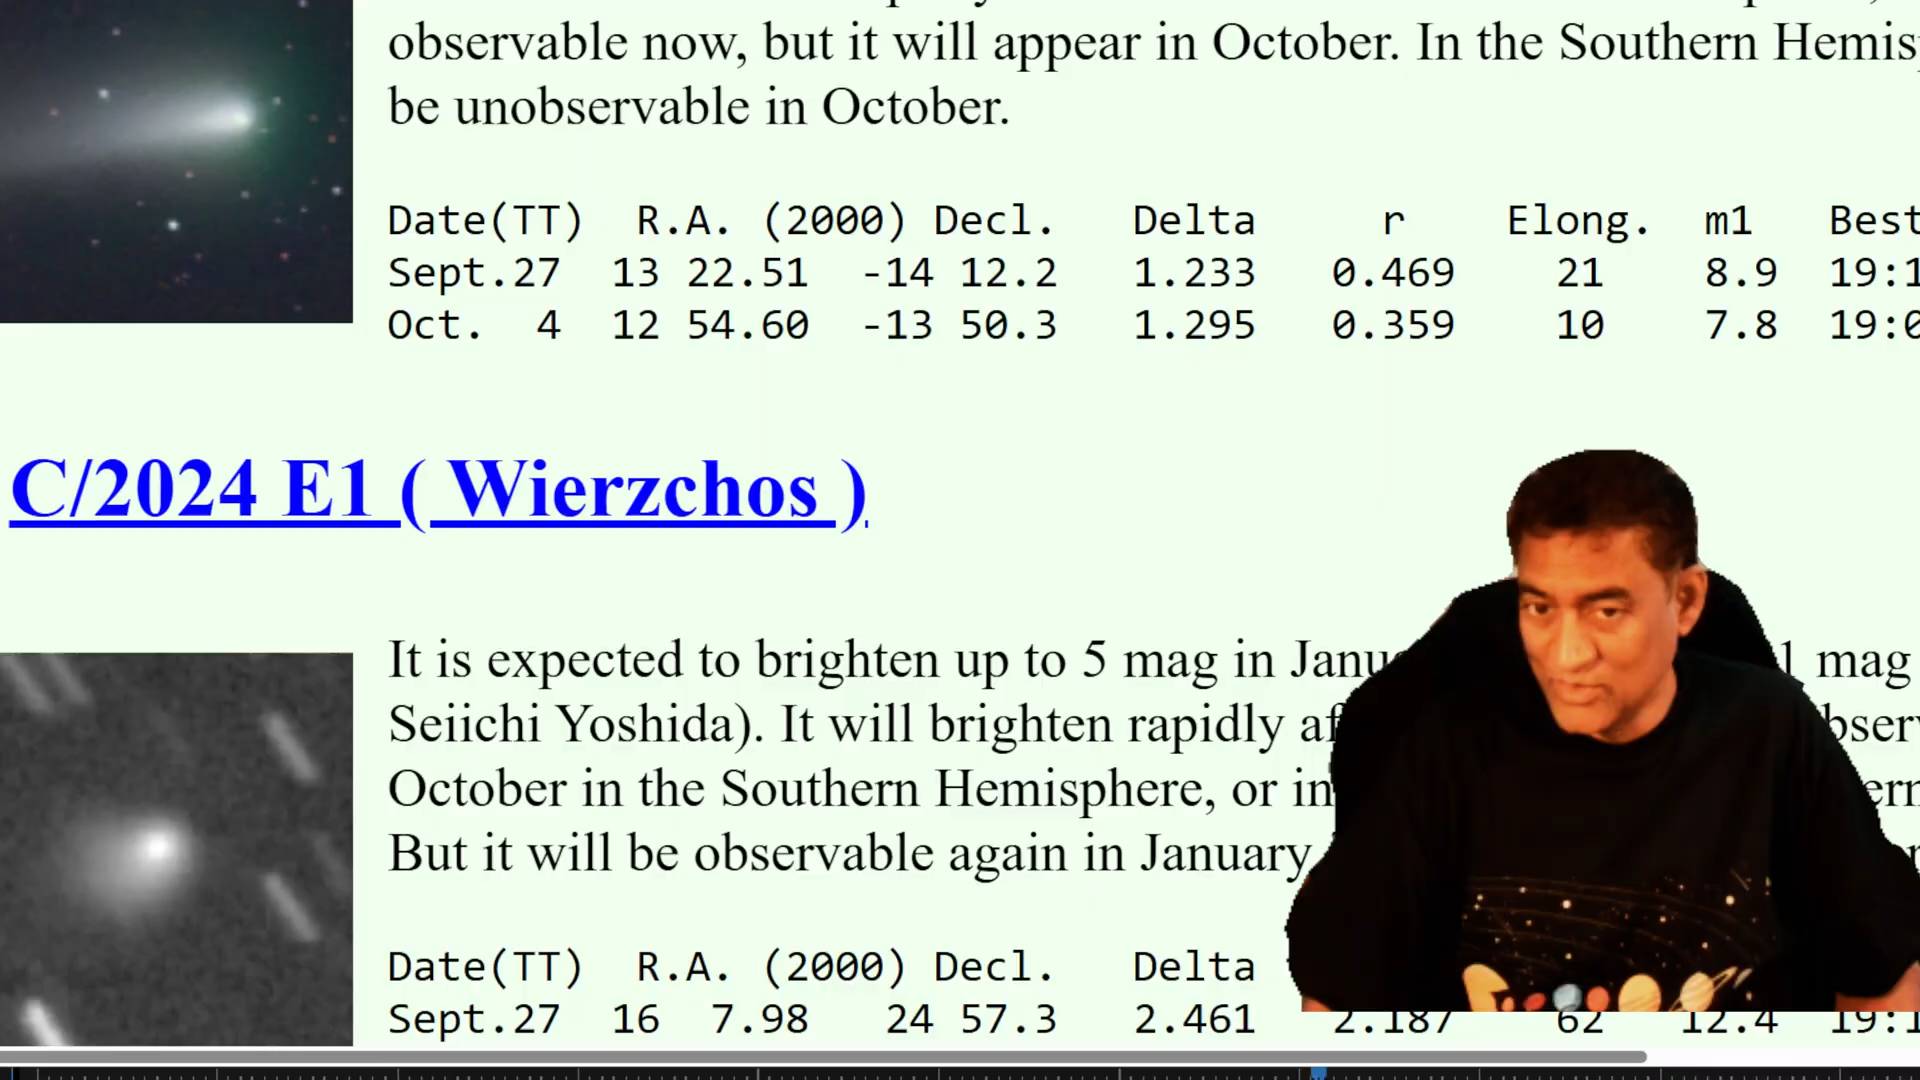 observable now, but it will appear in October. In the Southern
be unobservable in October.
Date(TT) R.A. (2000) Decl. Delta r Elong. m1 Best
Sept.27 13 22.51 -14 12.2 1.233 0.469 21 8.9
Oct. 4 12 54.60 -13 50.3 1.295 0.359 10 7.8
C/2024 E1 ( Wierzchos )
It is expected to brighten up to 5 mag in mag
Seiichi Yoshida). It will brighten rapidly
October in the Southern Hemisphere, or in
But it will be observable again in January
Date(TT) R.A. (2000) Decl. Delta
Sept.27 16 7.98 24 57.3 2.461 2.187 62 12.4